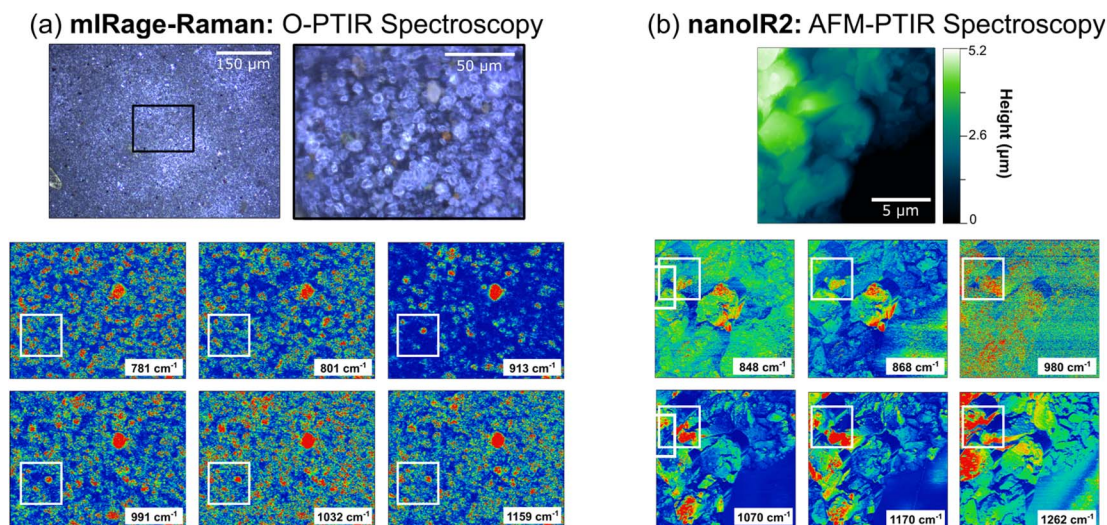 (a) mIRage-Raman: O-PTIR Spectroscopy
150 µm
50 µm
781 cm⁻¹
801 cm⁻¹
913 cm⁻¹
991 cm⁻¹
1032 cm⁻¹
1159 cm⁻¹
(b) nanoIR2: AFM-PTIR Spectroscopy
5.2
2.6
0
Height (µm)
5 µm
848 cm⁻¹
868 cm⁻¹
980 cm⁻¹
1070 cm⁻¹
1170 cm⁻¹
1262 cm⁻¹